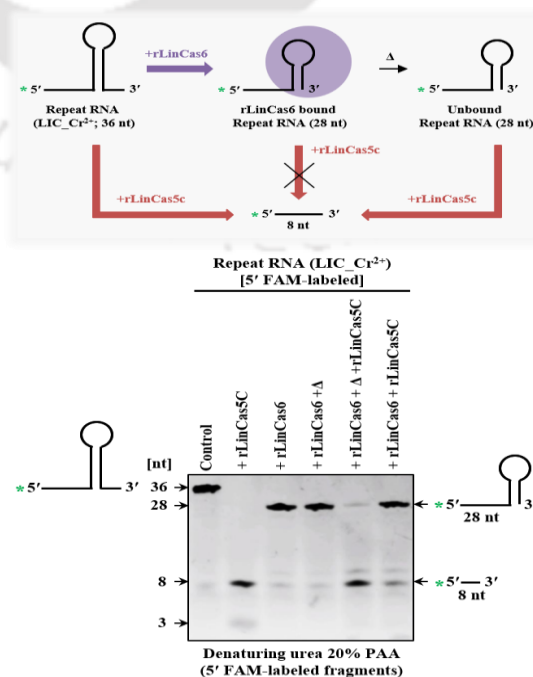 +rLinCas6
Δ
* 5′ 3′
* 5′ 3′
* 5′ 3′
Repeat RNA
(LIC_Cr²⁺; 36 nt)
rLinCas6 bound
Repeat RNA (28 nt)
Unbound
Repeat RNA (28 nt)
+rLinCas5c
+rLinCas5c
+rLinCas5c
* 5′ 3′
8 nt
Repeat RNA (LIC_Cr²⁺)
[5′ FAM-labeled]
Control
+ rLinCas5C
+ rLinCas6
+ rLinCas6 +Δ
+ rLinCas6 + Δ +rLinCas5C
+ rLinCas6 + rLinCas5C
[nt]
* 5′ 3′
36
28
8
3
* 5′ 3
28 nt
* 5′ 3′
8 nt
Denaturing urea 20% PAA
(5′ FAM-labeled fragments)